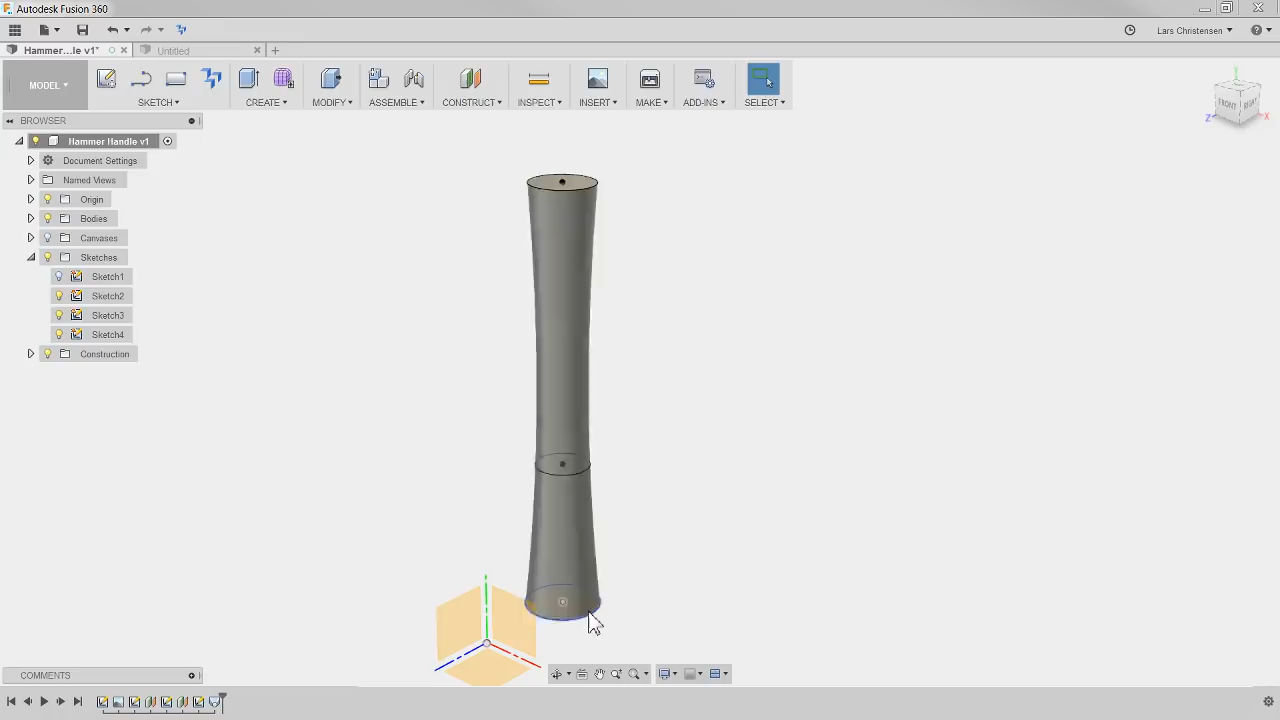 Autodesk Fusion 360
Lars Christensen
Hammer...le v1*
Untitled
MODEL
SKETCH
CREATE
MODIFY
ASSEMBLE
CONSTRUCT
INSPECT
INSERT
MAKE
ADD-INS
SELECT
FRONT
RIGHT
Z
X
BROWSER
Hammer Handle v1
Document Settings
Named Views
Origin
Bodies
Canvases
Sketches
Sketch1
Sketch2
Sketch3
Sketch4
Construction
COMMENTS